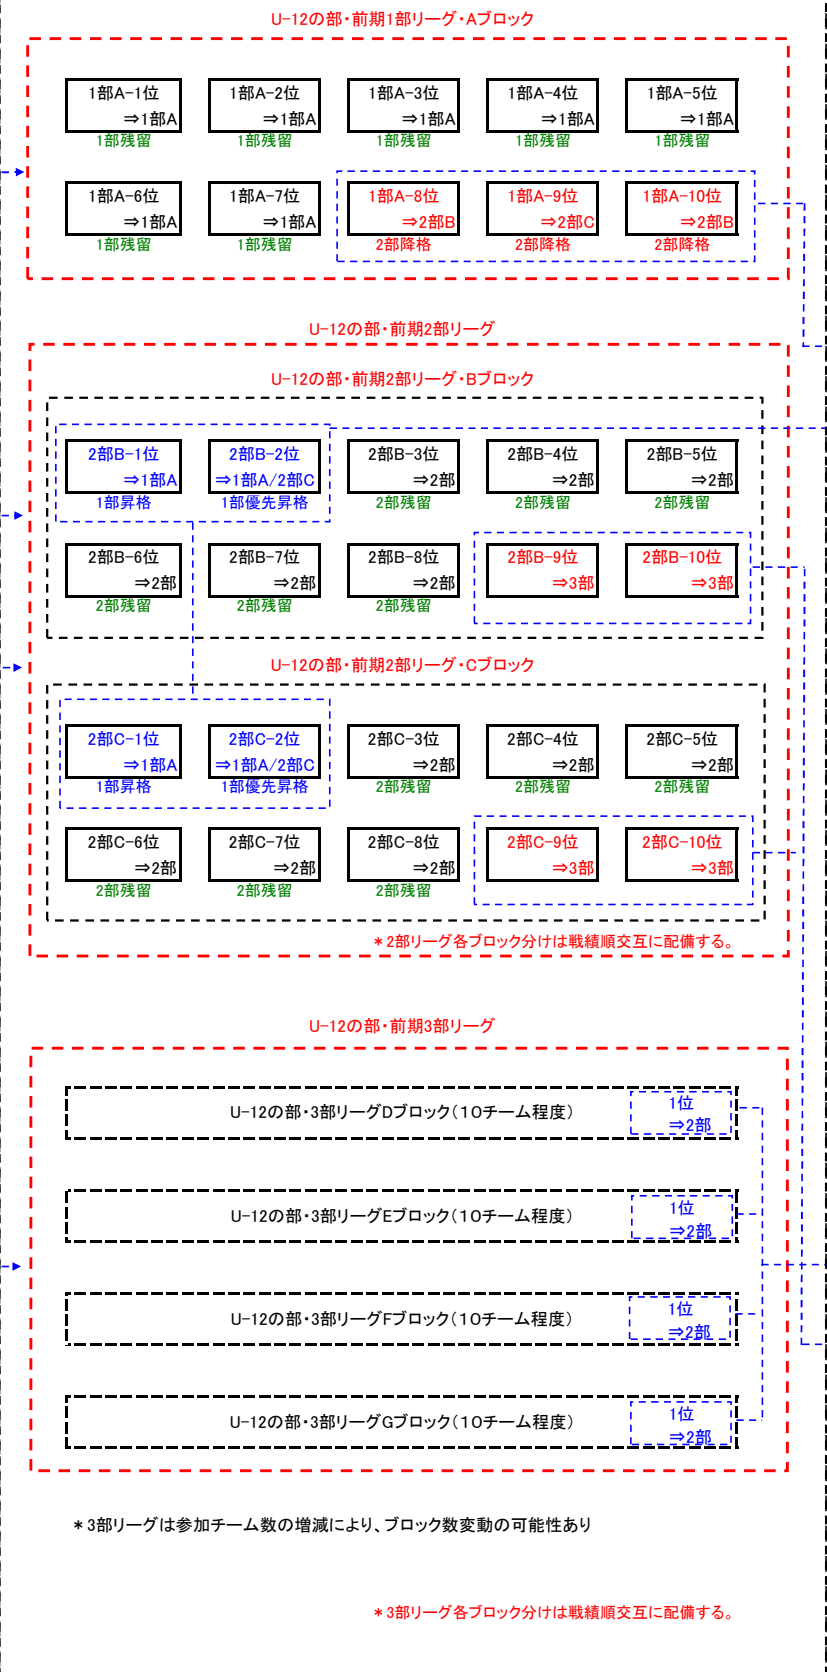 U-12の部・前期1部リーグ・Aブロック
1部A-1位
⇒1部A
1部残留
1部A-2位
⇒1部A
1部残留
1部A-3位
⇒1部A
1部残留
1部A-4位
⇒1部A
1部残留
1部A-5位
⇒1部A
1部残留
1部A-6位
⇒1部A
1部残留
1部A-7位
⇒1部A
1部残留
1部A-8位
⇒2部B
2部降格
1部A-9位
⇒2部C
2部降格
1部A-10位
⇒2部B
2部降格
U-12の部・前期2部リーグ
U-12の部・前期2部リーグ・Bブロック
2部B-1位
⇒1部A
1部昇格
2部B-2位
⇒1部A/2部C
1部優先昇格
2部B-3位
⇒2部
2部残留
2部B-4位
⇒2部
2部残留
2部B-5位
⇒2部
2部残留
2部B-6位
⇒2部
2部残留
2部B-7位
⇒2部
2部残留
2部B-8位
⇒2部
2部残留
2部B-9位
⇒3部
2部B-10位
⇒3部
U-12の部・前期2部リーグ・Cブロック
2部C-1位
⇒1部A
1部昇格
2部C-2位
⇒1部A/2部C
1部優先昇格
2部C-3位
⇒2部
2部残留
2部C-4位
⇒2部
2部残留
2部C-5位
⇒2部
2部残留
2部C-6位
⇒2部
2部残留
2部C-7位
⇒2部
2部残留
2部C-8位
⇒2部
2部残留
2部C-9位
⇒3部
2部C-10位
⇒3部
＊2部リーグ各ブロック分けは戦績順交互に配備する。
U-12の部・前期3部リーグ
U-12の部・3部リーグDブロック（10チーム程度）
1位
⇒2部
U-12の部・3部リーグEブロック（10チーム程度）
1位
⇒2部
U-12の部・3部リーグFブロック（10チーム程度）
1位
⇒2部
U-12の部・3部リーグGブロック（10チーム程度）
1位
⇒2部
＊3部リーグは参加チーム数の増減により、ブロック数変動の可能性あり
＊3部リーグ各ブロック分けは戦績順交互に配備する。